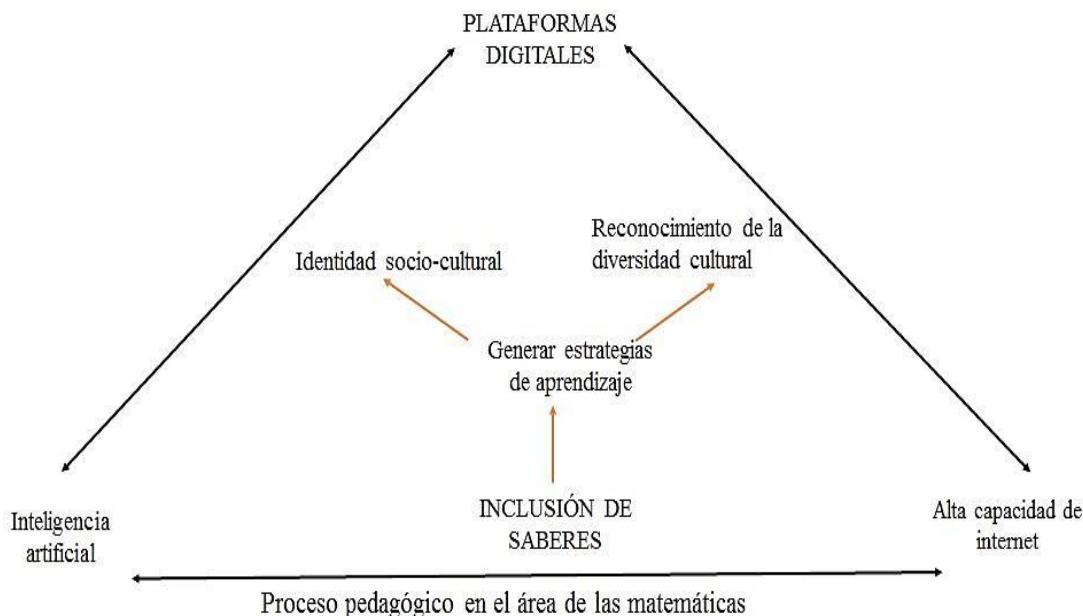 PLATAFORMAS
DIGITALES
Reconocimiento de la
diversidad cultural
Identidad socio-cultural
Generar estrategias
de aprendizaje
Inteligencia
artificial
INCLUSIÓN DE
SABERES
Alta capacidad de
internet
Proceso pedagógico en el área de las matemáticas